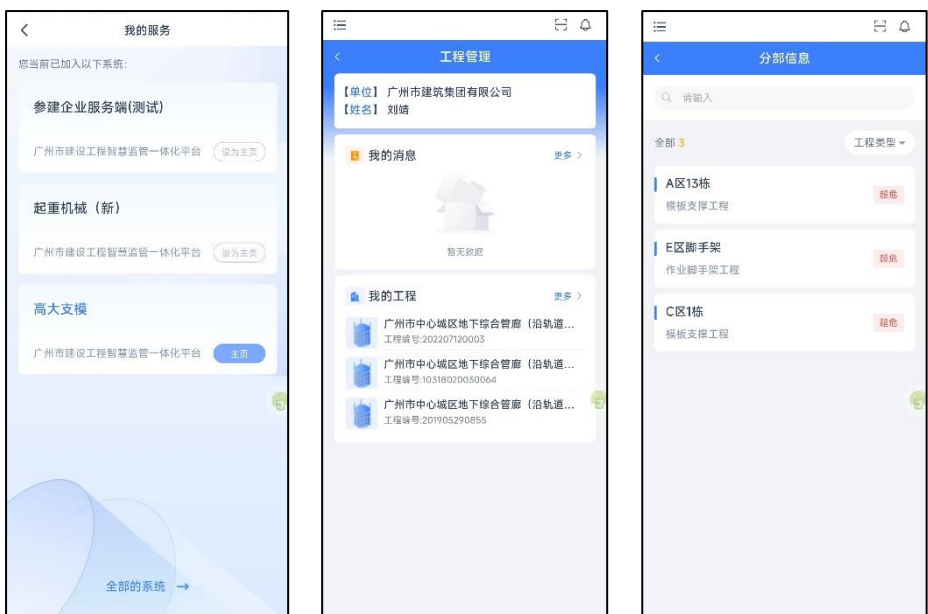 我的服务
您当前已加入以下系统:
参建企业服务端(测试)
广州市建设工程智慧监管一体化平台 设为主页
起重机械（新）
广州市建设工程智慧监管一体化平台 设为主页
高大支模
广州市建设工程智慧监管一体化平台 主页
全部的系统 →
工程管理
【单位】广州市建筑集团有限公司
【姓名】刘婧
我的消息 更多 >
暂无数据
我的工程 更多 >
广州市中心城区地下综合管廊（沿轨道...
工程编号:202207120003
广州市中心城区地下综合管廊（沿轨道...
工程编号:10318020030064
广州市中心城区地下综合管廊（沿轨道...
工程编号:201905290855
分部信息
请输入
全部 3 工程类型
A区13栋
模板支撑工程
超危
E区脚手架
作业脚手架工程
超危
C区1栋
模板支撑工程
超危